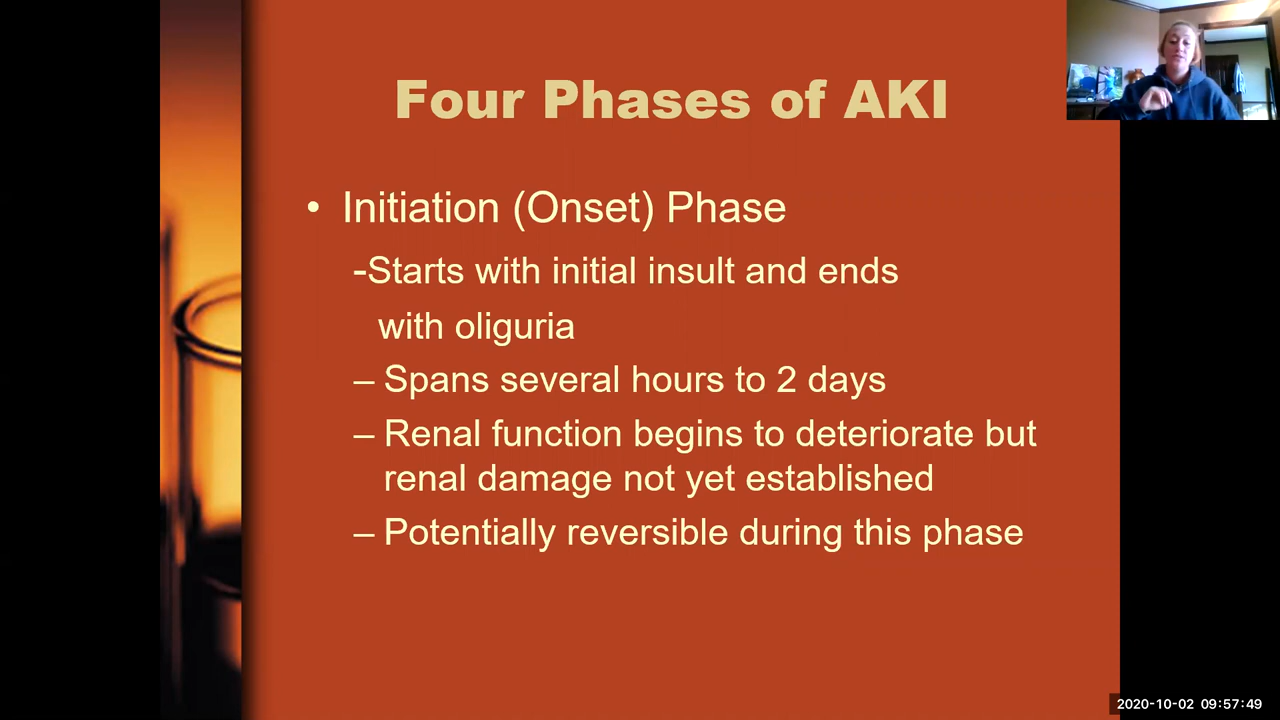 Four Phases of AKI
• Initiation (Onset) Phase
-Starts with initial insult and ends
with oliguria
– Spans several hours to 2 days
– Renal function begins to deteriorate but
renal damage not yet established
– Potentially reversible during this phase
2020-10-02 09:57:49